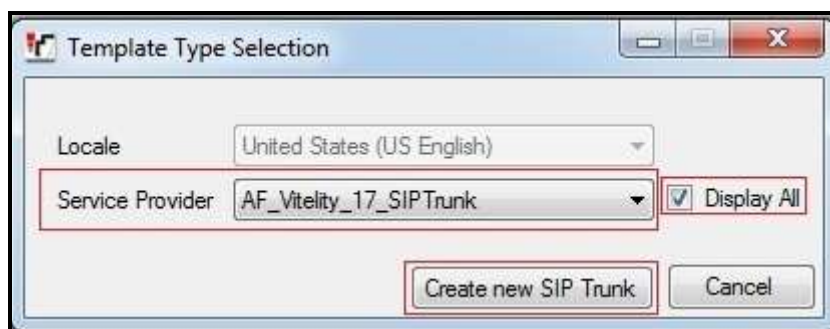 Template Type Selection
Locale United States (US English)
Service Provider AF_Vitelity_17_SIPTrunk Display All
Create new SIP Trunk Cancel